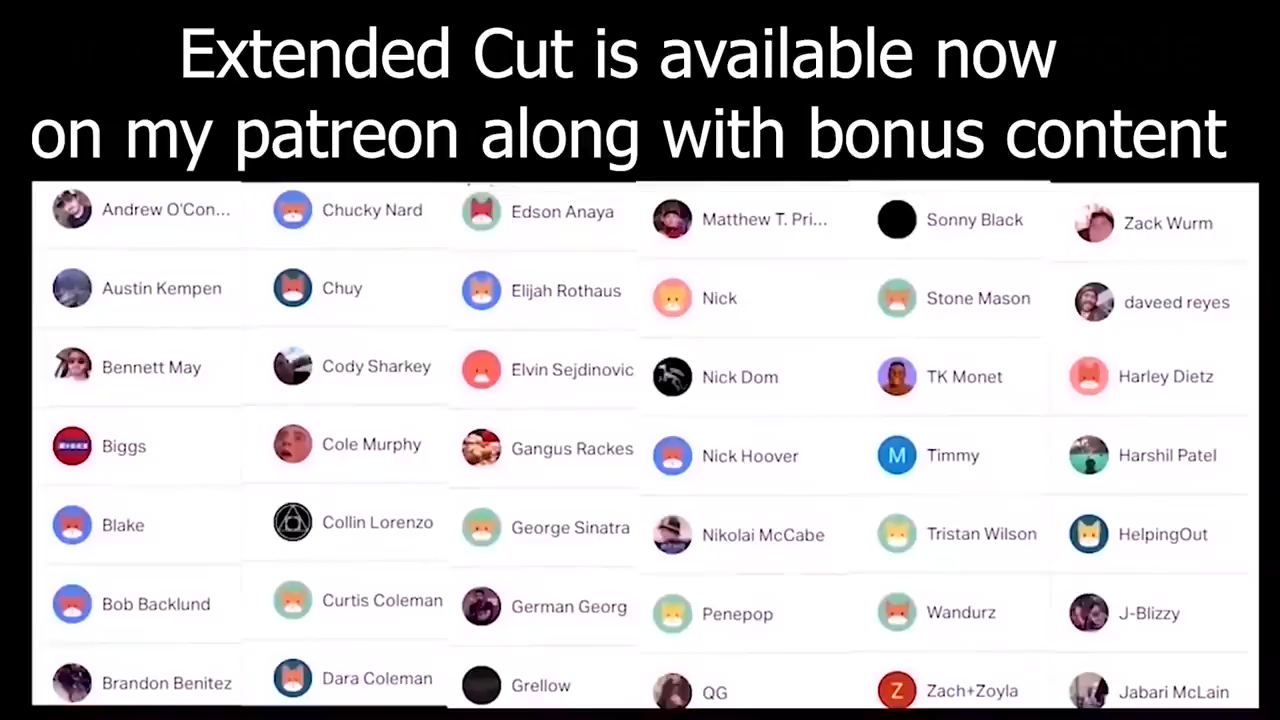 Extended Cut is available now
on my patreon along with bonus content
Andrew O'Con...
Austin Kempen
Bennett May
BIGGS
Biggs
Blake
Bob Backlund
Brandon Benitez
Chucky Nard
Chuy
Cody Sharkey
Cole Murphy
Collin Lorenzo
Curtis Coleman
Dara Coleman
Edson Anaya
Elijah Rothaus
Elvin Sejdinovic
Gangus Rackes
George Sinatra
German Georg
Grellow
Matthew T. Pri...
Nick
Nick Dom
Nick Hoover
Nikolai McCabe
Penepop
QG
Sonny Black
Stone Mason
TK Monet
M
Timmy
Tristan Wilson
Wandurz
Z
Zach+Zoyla
Zack Wurm
daveed reyes
Harley Dietz
Harshil Patel
HelpingOut
J-Blizzy
Jabari McLain